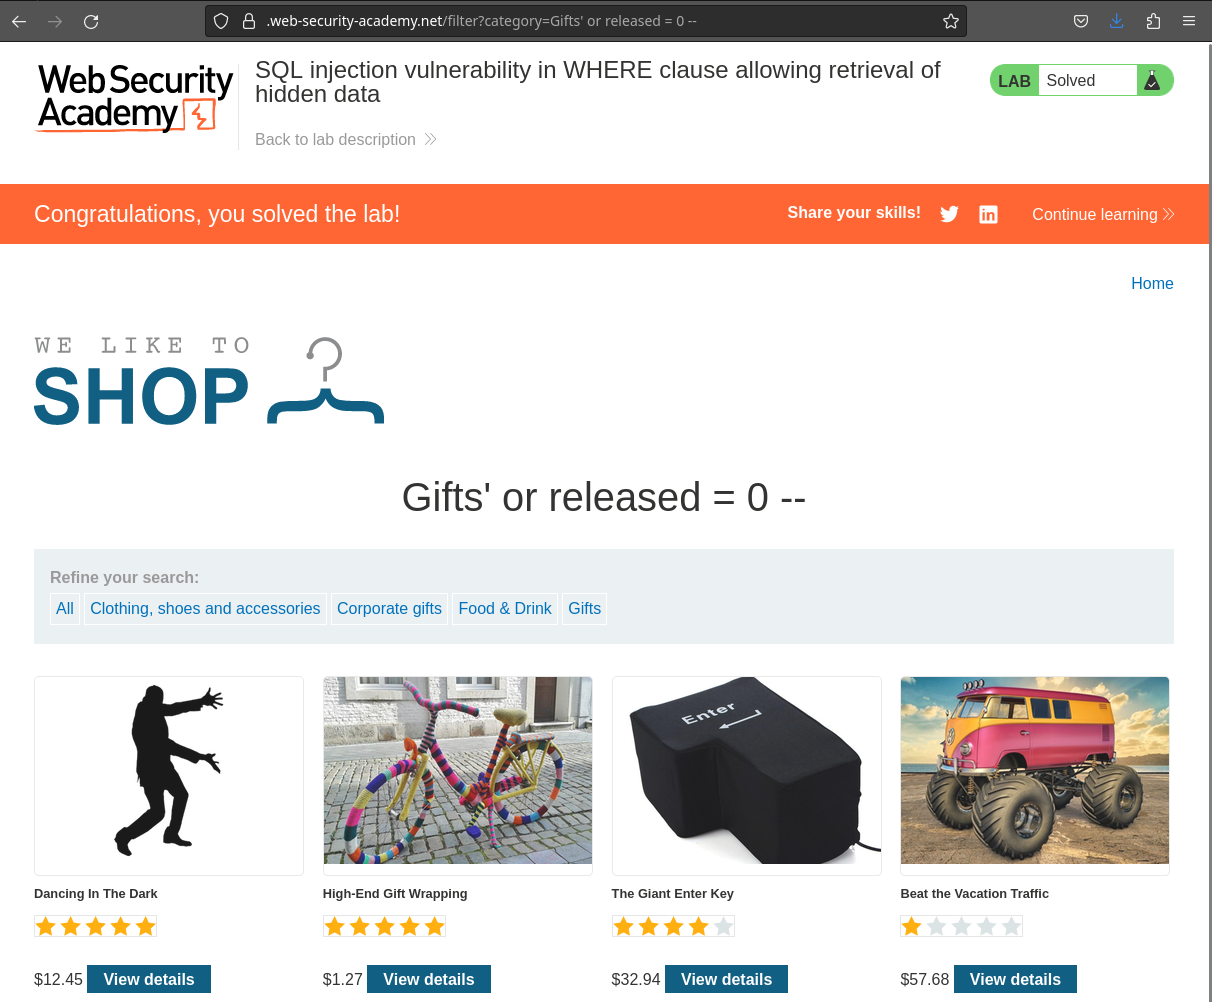 .web-security-academy.net/filter?category=Gifts' or released = 0 --
Web Security
Academy
SQL injection vulnerability in WHERE clause allowing retrieval of
hidden data
Back to lab description
LAB Solved
Congratulations, you solved the lab!
Share your skills!
Continue learning
Home
WE LIKE TO
SHOP
Gifts' or released = 0 --
Refine your search:
All Clothing, shoes and accessories Corporate gifts Food & Drink Gifts
Enter
Dancing In The Dark
High-End Gift Wrapping
The Giant Enter Key
Beat the Vacation Traffic
$12.45 View details
$1.27 View details
$32.94 View details
$57.68 View details